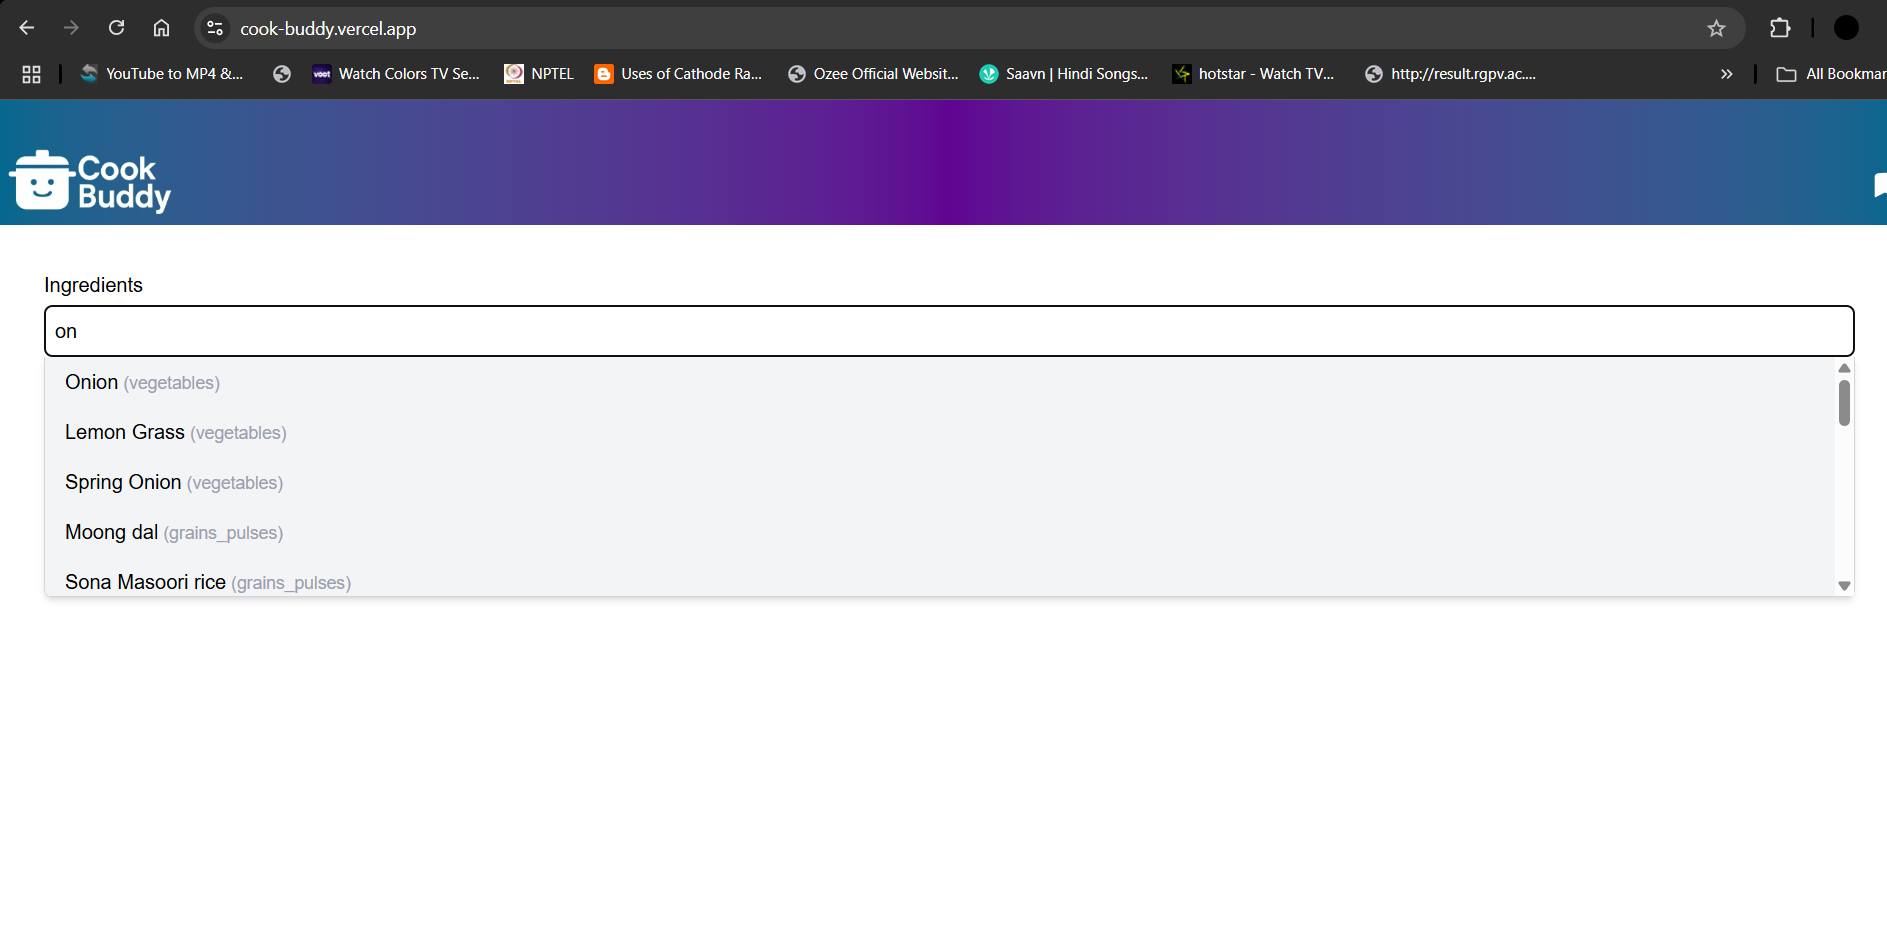 cook-buddy.vercel.app
YouTube to MP4 &...
voot
Watch Colors TV Se...
NPTEL
Uses of Cathode Ra...
Ozee Official Websit...
Saavn | Hindi Songs...
hotstar - Watch TV...
http://result.rgpv.ac....
All Bookmar
Cook
Buddy
Ingredients
on
Onion (vegetables)
Lemon Grass (vegetables)
Spring Onion (vegetables)
Moong dal (grains_pulses)
Sona Masoori rice (grains_pulses)